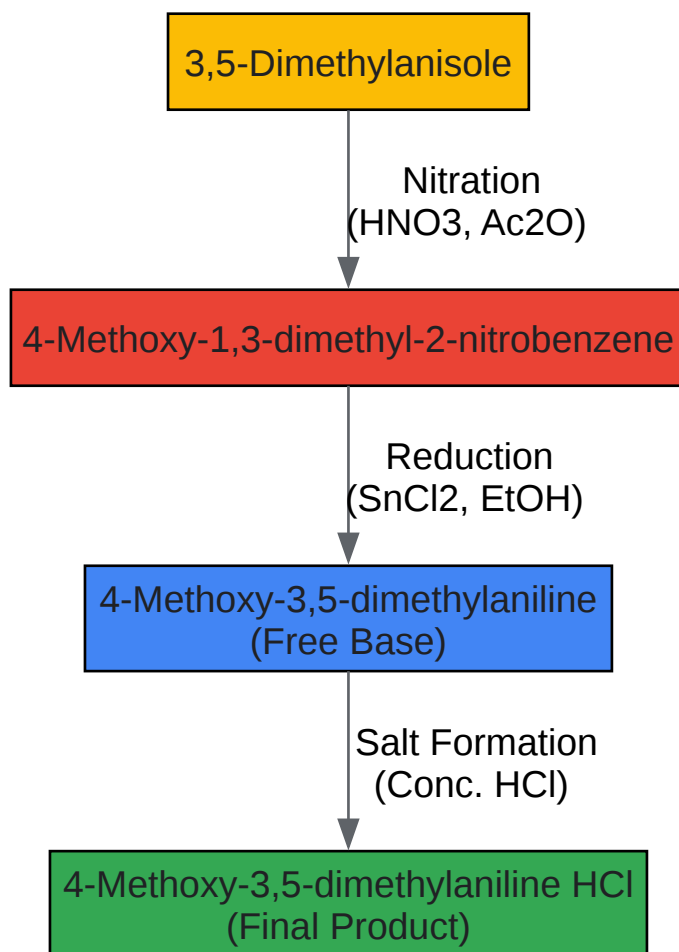 3,5-Dimethylanisole
Nitration
(HNO3, Ac2O)
4-Methoxy-1,3-dimethyl-2-nitrobenzene
Reduction
(SnCl2, EtOH)
4-Methoxy-3,5-dimethylaniline
(Free Base)
Salt Formation
(Conc. HCl)
4-Methoxy-3,5-dimethylaniline HCl
(Final Product)